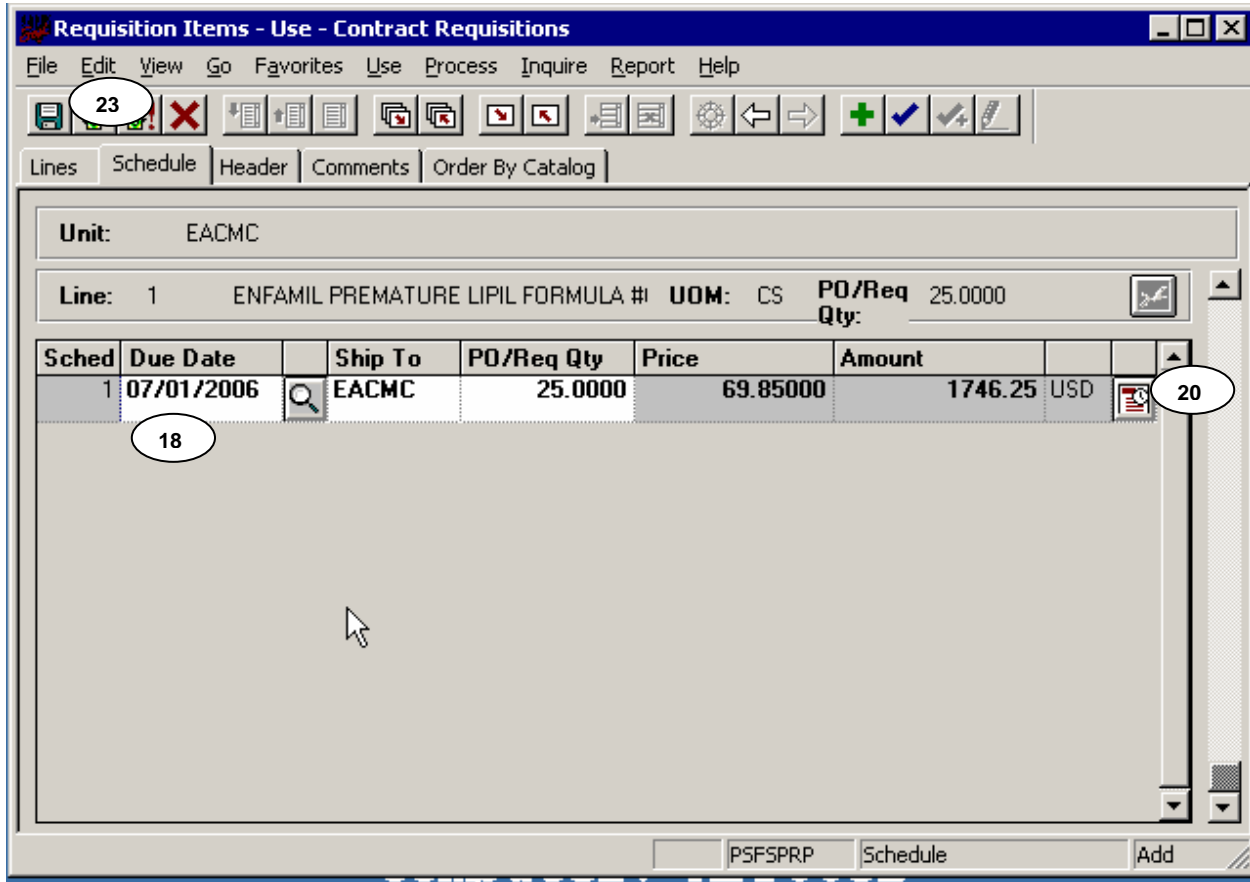 Requisition Items - Use - Contract Requisitions
File Edit View Go Favorites Use Process Inquire Report Help
23
Lines Schedule Header Comments Order By Catalog
Unit: EACMC
Line: 1 ENFAMIL PREMATURE LIPIL FORMULA UOM: CS PO/Req Qty: 25.0000
Sched Due Date Ship To PO/Req Qty Price Amount
1 07/01/2006 EACMC 25.0000 69.85000 1746.25 USD
20
18
PSFSPRP Schedule Add